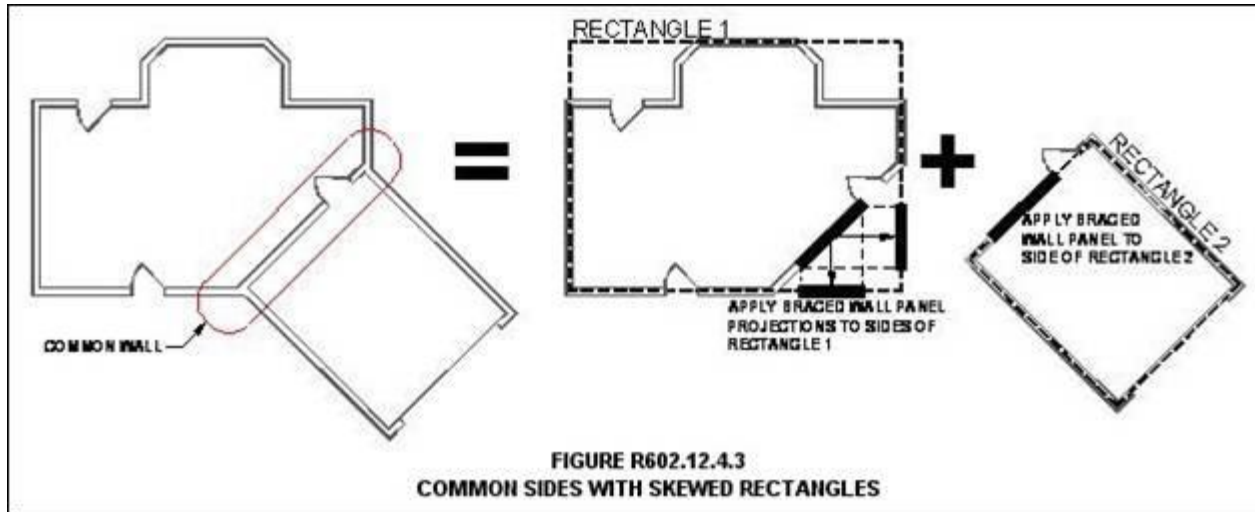 RECTANGLE 1
RECTANGLE 2
APPLY BRACED
WALL PANEL TO
SIDE OF RECTANGLE 2
APPLY BRACED WALL PANEL
PROJECTIONS TO SIDES OF
RECTANGLE 1
COMMON WALL
FIGURE R602.12.4.3
COMMON SIDES WITH SKEWED RECTANGLES